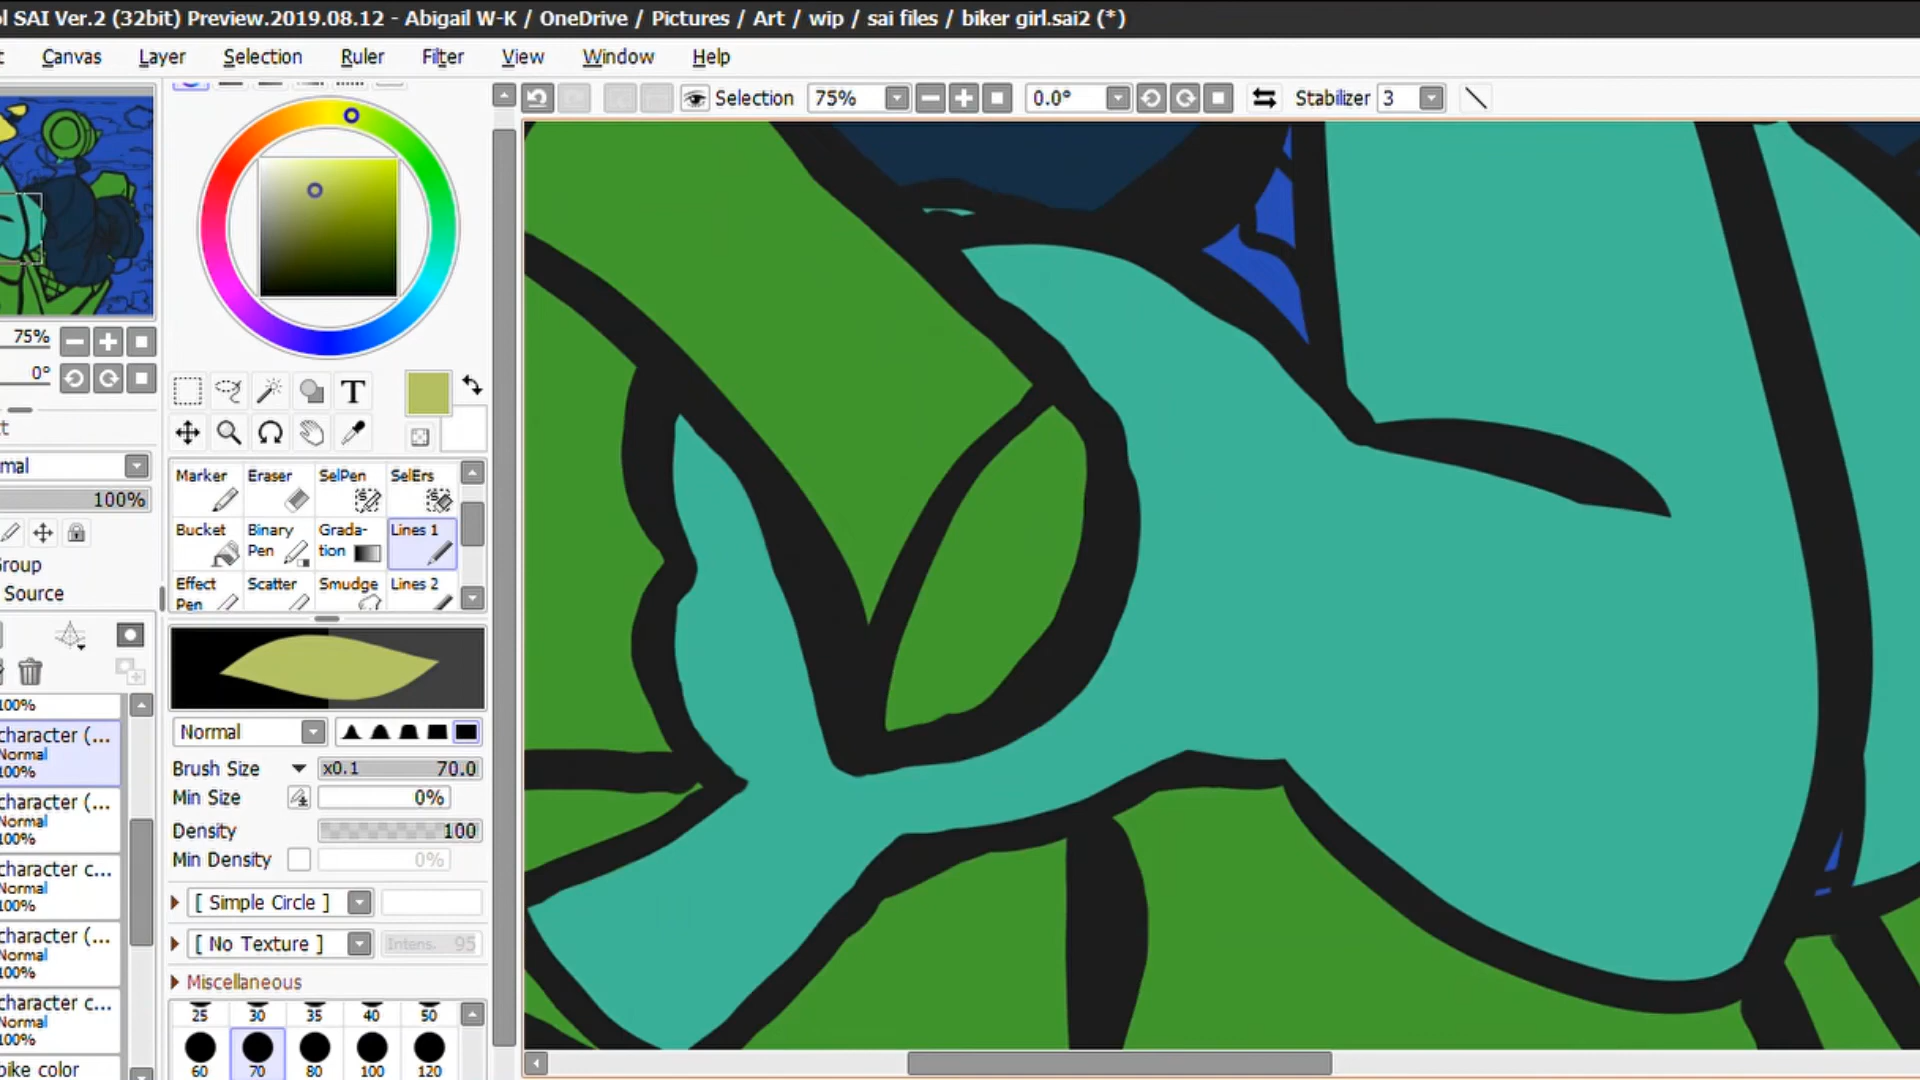 ol SAI Ver.2 (32bit) Preview.2019.08.12 - Abigail W-K / OneDrive / Pictures / Art / wip / sai files / biker girl.sai2 (*)
Canvas Layer Selection Ruler Filter View Window Help
Selection 75% 0.0° Stabilizer 3
75%
0°
T
mal
100%
Marker Eraser SelPen SelErs
Bucket Binary Pen Grada-tion Lines 1
Effect Pen Scatter Smudge Lines 2
Group
Source
Normal
Brush Size x0.1 70.0
Min Size 0%
Density 100
Min Density 0%
[ Simple Circle ]
[ No Texture ] Intens. 95
Miscellaneous
25 30 35 40 50
60 70 80 100 120
100%
character (...
Normal
100%
character (...
Normal
100%
character c...
Normal
100%
character (...
Normal
100%
character c...
Normal
100%
bike color